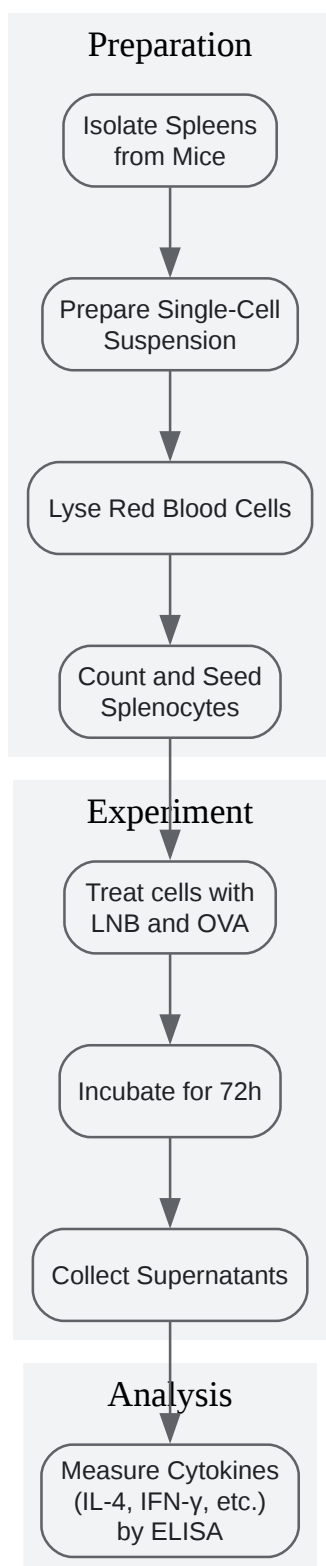 Preparation
Isolate Spleens
from Mice
Prepare Single-Cell
Suspension
Lyse Red Blood Cells
Count and Seed
Splenocytes
Experiment
Treat cells with
LNB and OVA
Incubate for 72h
Collect Supernatants
Analysis
Measure Cytokines
(IL-4, IFN-γ, etc.)
by ELISA